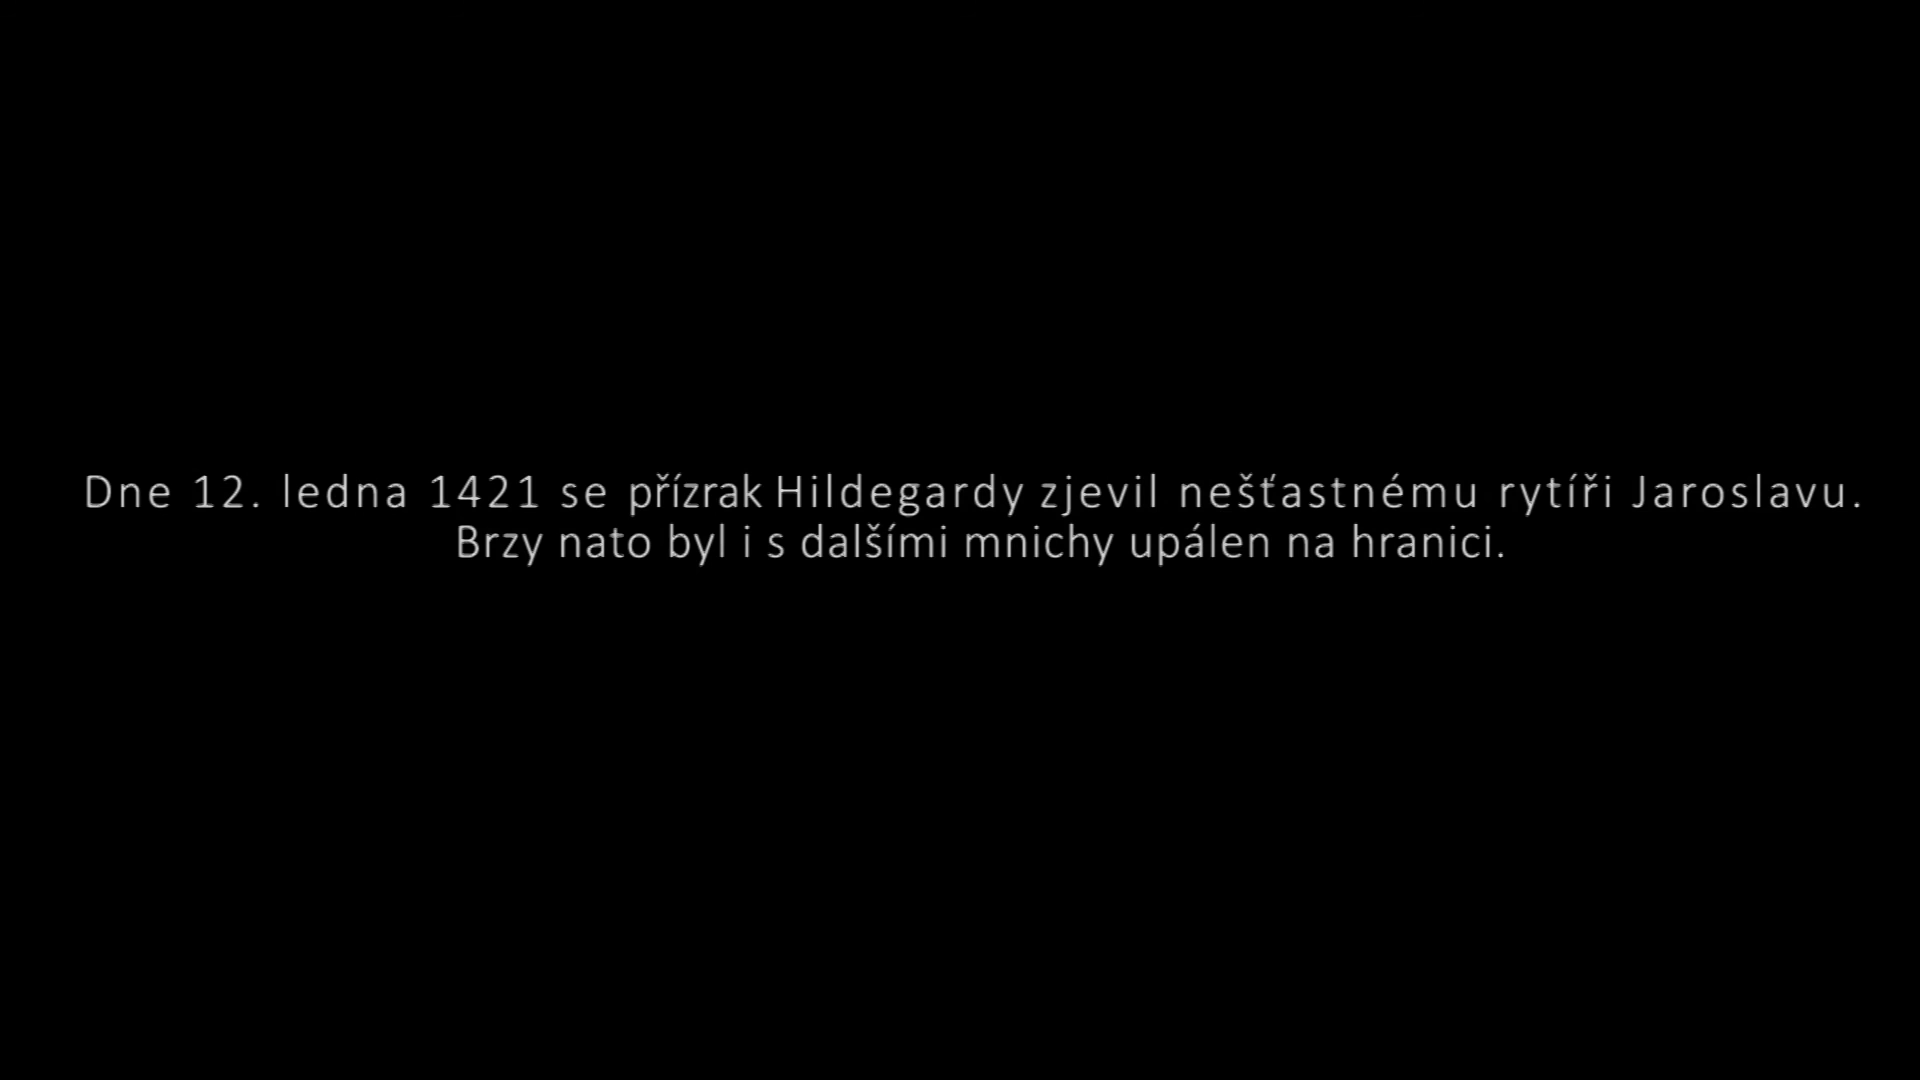 Dne 12. ledna 1421 se přízrak Hildegardy zjevil nešťastnému rytíři Jaroslavu.
Brzy nato byl i s dalšími mnichy upálen na hranici.